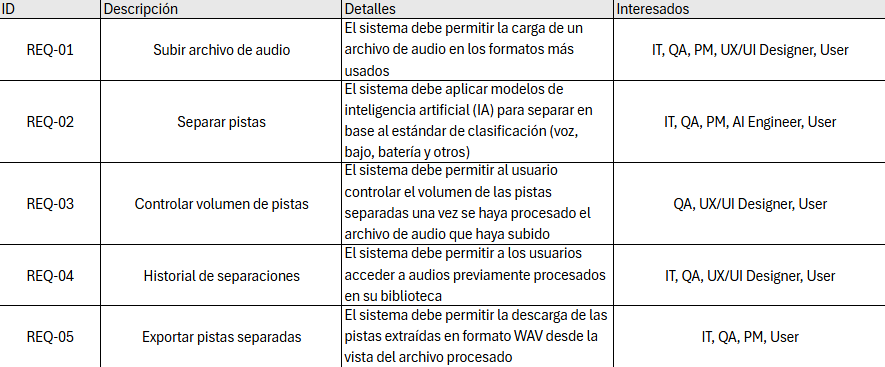 ID Descripción Detalles Interesados
REQ-01 Subir archivo de audio El sistema debe permitir la carga de un
archivo de audio en los formatos más
usados IT, QA, PM, UX/UI Designer, User
REQ-02 Separar pistas El sistema debe aplicar modelos de
inteligencia artificial (IA) para separar en
base al estándar de clasificación (voz,
bajo, batería y otros) IT, QA, PM, AI Engineer, User
REQ-03 Controlar volumen de pistas El sistema debe permitir al usuario
controlar el volumen de las pistas
separadas una vez se haya procesado el
archivo de audio que haya subido QA, UX/UI Designer, User
REQ-04 Historial de separaciones El sistema debe permitir a los usuarios
acceder a audios previamente procesados
en su biblioteca IT, QA, UX/UI Designer, User
REQ-05 Exportar pistas separadas El sistema debe permitir la descarga de las
pistas extraídas en formato WAV desde la
vista del archivo procesado IT, QA, PM, User